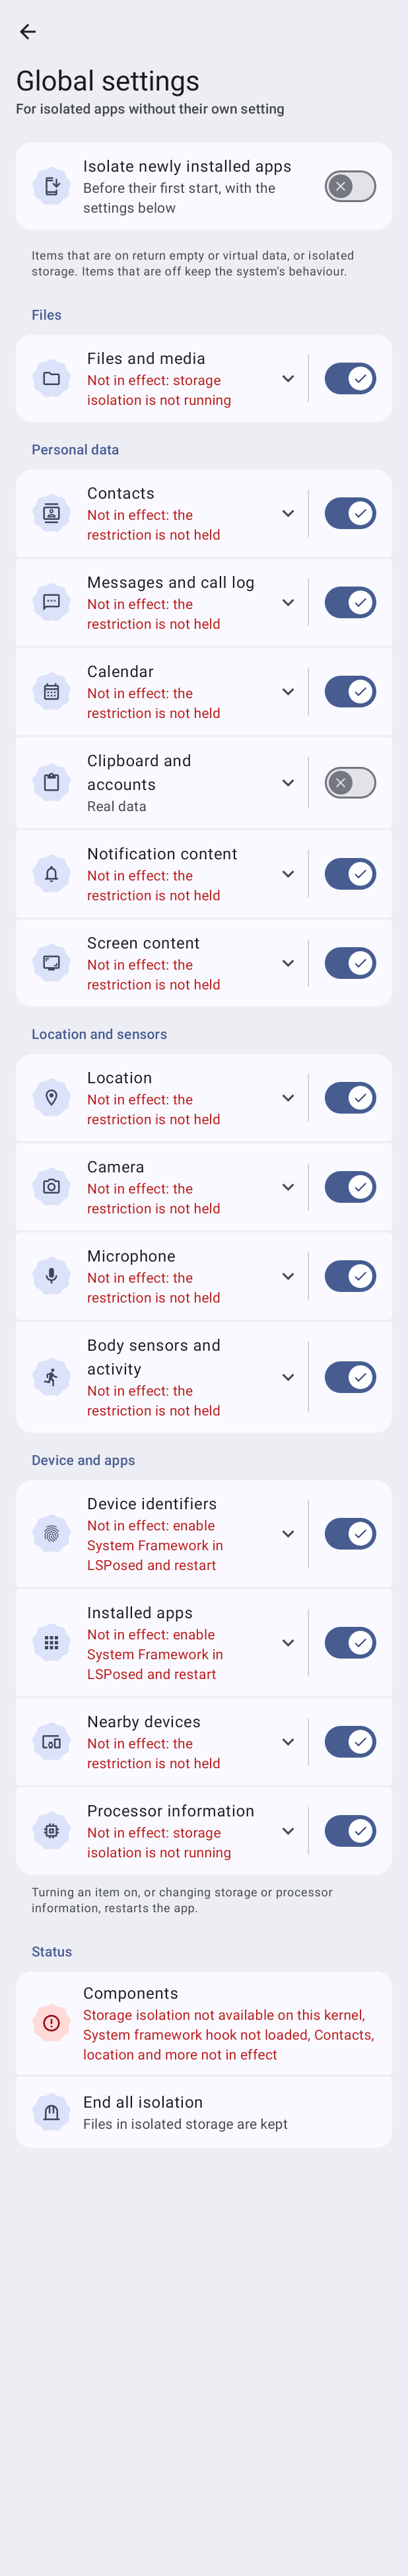 Global settings
For isolated apps without their own setting
Isolate newly installed apps
Before their first start, with the
settings below
Items that are on return empty or virtual data, or isolated
storage. Items that are off keep the system's behaviour.
Files
Files and media
Not in effect: storage
isolation is not running
Personal data
Contacts
Not in effect: the
restriction is not held
Messages and call log
Not in effect: the
restriction is not held
Calendar
Not in effect: the
restriction is not held
Clipboard and
accounts
Real data
Notification content
Not in effect: the
restriction is not held
Screen content
Not in effect: the
restriction is not held
Location and sensors
Location
Not in effect: the
restriction is not held
Camera
Not in effect: the
restriction is not held
Microphone
Not in effect: the
restriction is not held
Body sensors and
activity
Not in effect: the
restriction is not held
Device and apps
Device identifiers
Not in effect: enable
System Framework in
LSPosed and restart
Installed apps
Not in effect: enable
System Framework in
LSPosed and restart
Nearby devices
Not in effect: the
restriction is not held
Processor information
Not in effect: storage
isolation is not running
Turning an item on, or changing storage or processor
information, restarts the app.
Status
Components
Storage isolation not available on this kernel,
System framework hook not loaded, Contacts,
location and more not in effect
End all isolation
Files in isolated storage are kept